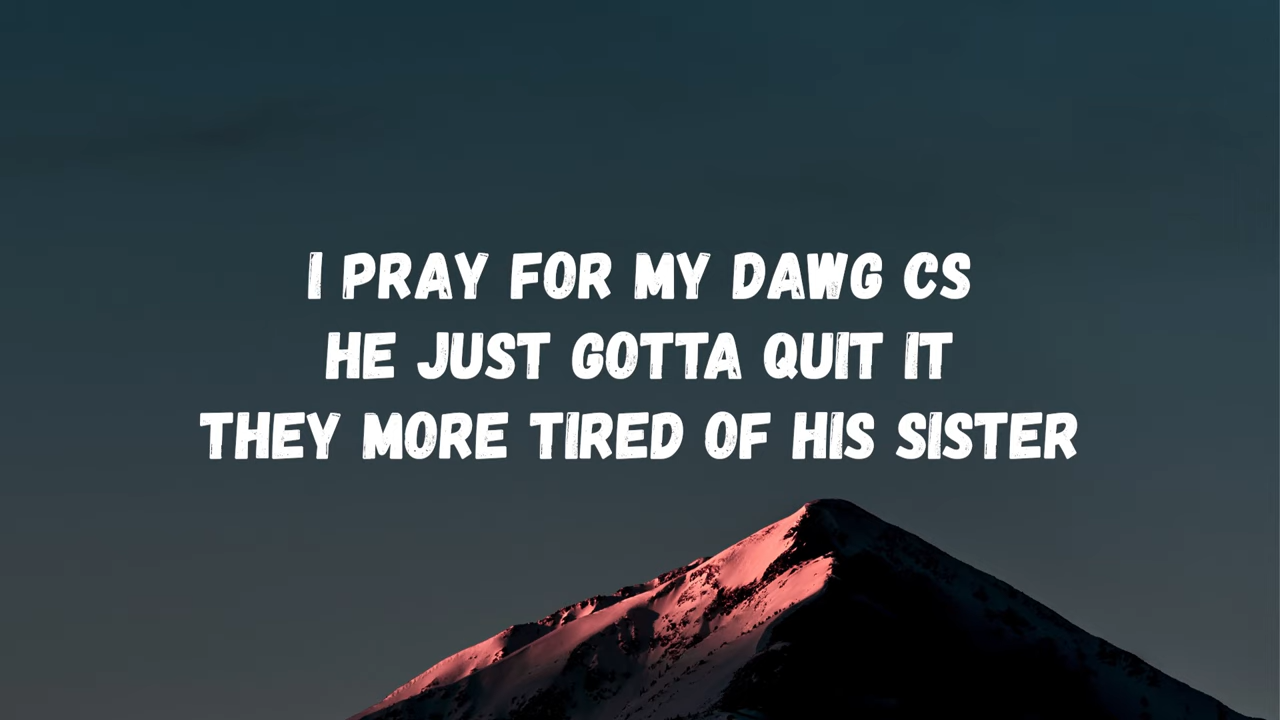 I PRAY FOR MY DAWG CS
HE JUST GOTTA QUIT IT
THEY MORE TIRED OF HIS SISTER